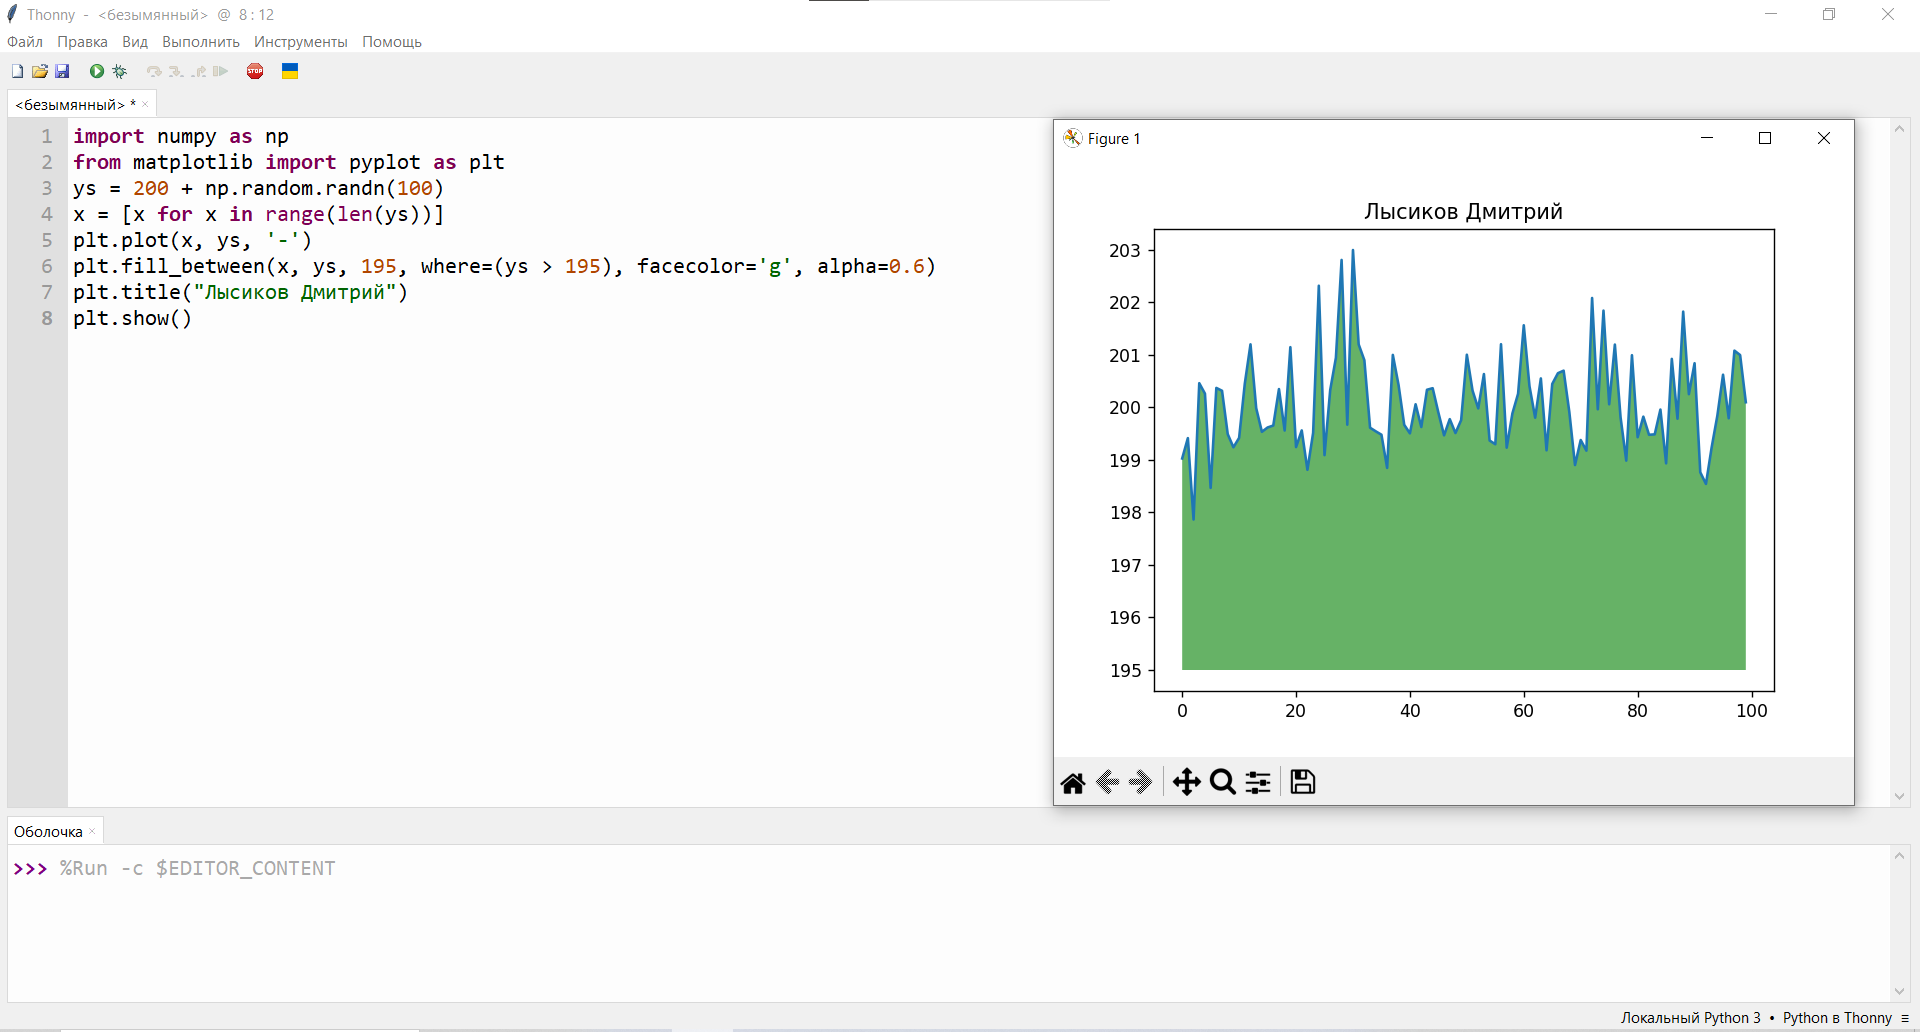 Thonny - <безымянный> @ 8 : 12
Файл Правка Вид Выполнить Инструменты Помощь
STOP
<безымянный> *
1 import numpy as np
2 from matplotlib import pyplot as plt
3 ys = 200 + np.random.randn(100)
4 x = [x for x in range(len(ys))]
5 plt.plot(x, ys, '-')
6 plt.fill_between(x, ys, 195, where=(ys > 195), facecolor='g', alpha=0.6)
7 plt.title("Лысиков Дмитрий")
8 plt.show()
Figure 1
Лысиков Дмитрий
203
202
201
200
199
198
197
196
195
0 20 40 60 80 100
Оболочка
>>> %Run -c $EDITOR_CONTENT
Локальный Python 3 • Python в Thonny ≡